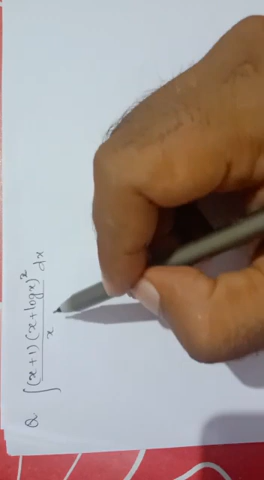 Q ∫ (x+1)(x+logx)² / x dx